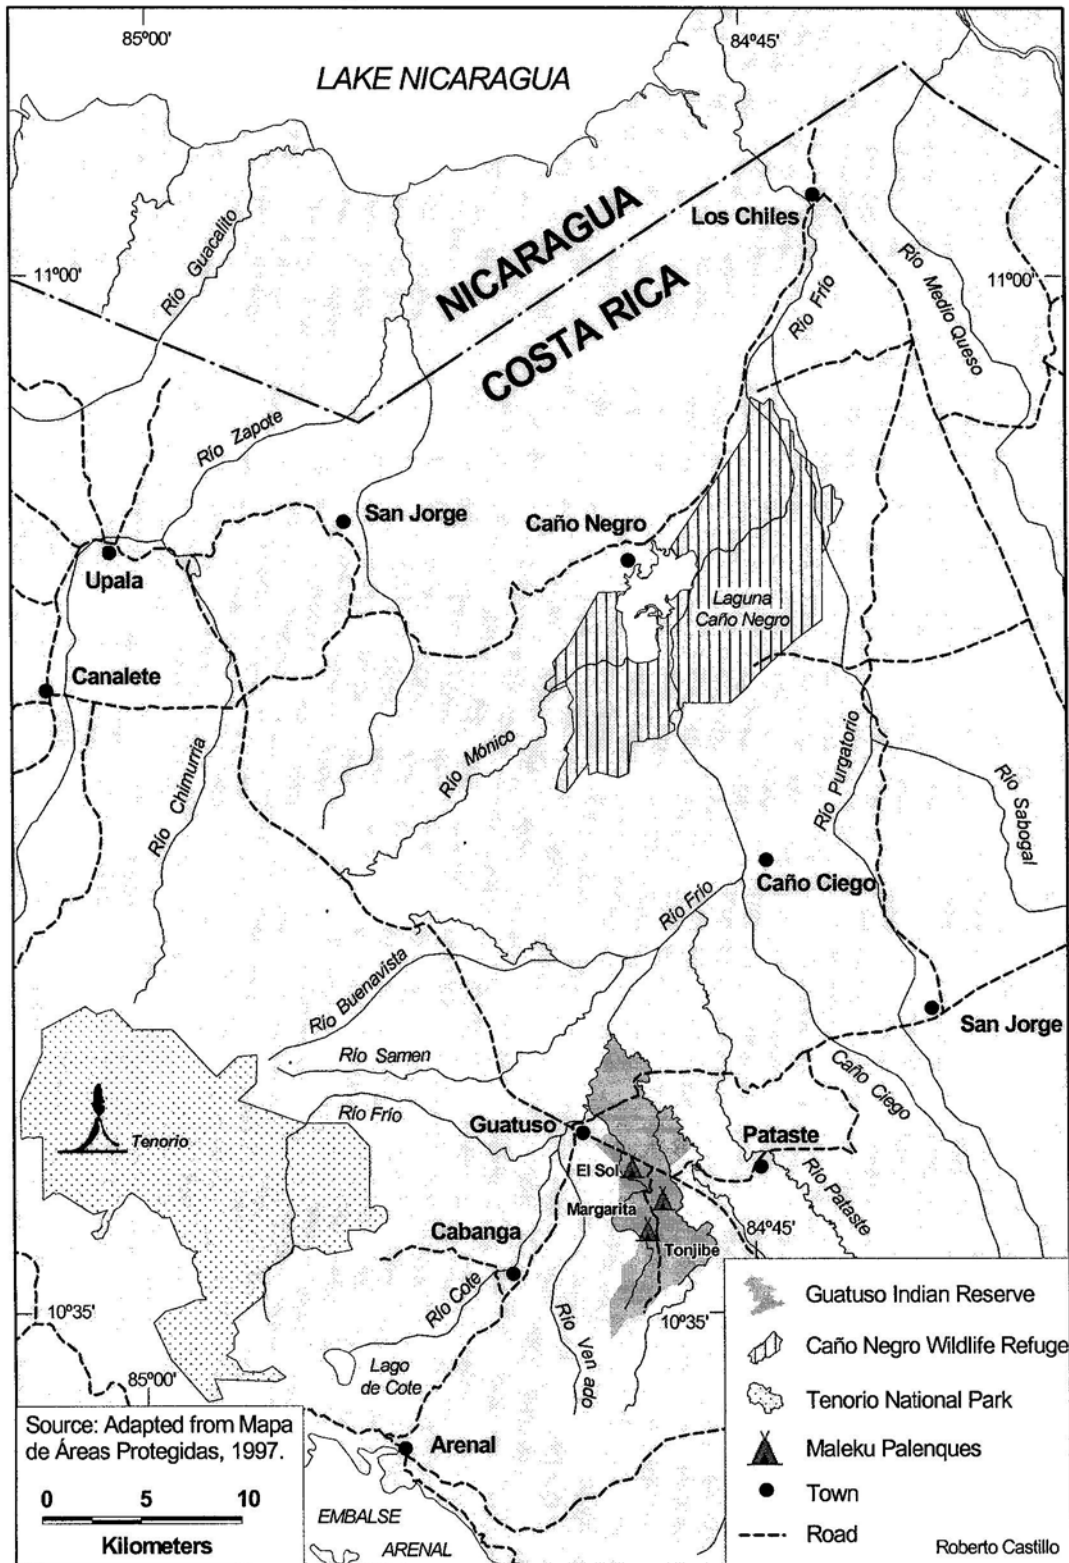 85º00'
84º45'
LAKE NICARAGUA
NICARAGUA
COSTA RICA
Los Chiles
Río Guacalito
11º00'
11º00'
Río Frío
Río Medio Queso
Río Zapote
San Jorge
Caño Negro
Upala
Laguna
Caño Negro
Canalete
Río Mónico
Río Chimurria
Río Purgatorio
Río Sabogal
Caño Ciego
Río Frío
Río Buenavista
San Jorge
Río Samen
Caño Ciego
Río Frío
Guatuso
Pataste
Tenorio
El Sol
Río Pataste
Margarita
84º45'
Cabanga
Tonjibe
Río Cote
10º35'
10º35'
Río Venado
Lago
de Cote
85º00'
Arenal
EMBALSE
ARENAL
Source: Adapted from Mapa
de Áreas Protegidas, 1997.
0 5 10
Kilometers
Guatuso Indian Reserve
Caño Negro Wildlife Refuge
Tenorio National Park
Maleku Palenques
Town
Road
Roberto Castillo